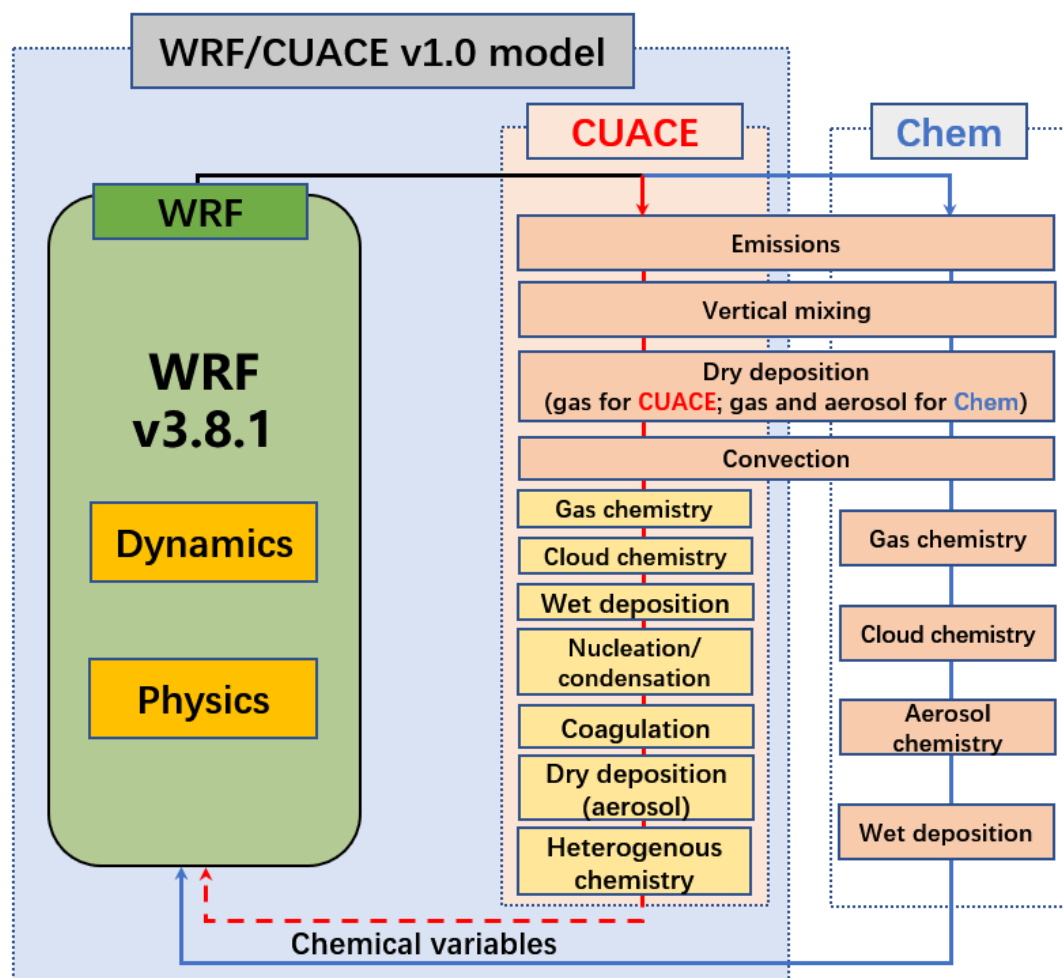 WRF/CUACE v1.0 model
CUACE
Chem
WRF
WRF
v3.8.1
Dynamics
Physics
Emissions
Vertical mixing
Dry deposition
(gas for CUACE; gas and aerosol for Chem)
Convection
Gas chemistry
Cloud chemistry
Wet deposition
Nucleation/
condensation
Coagulation
Dry deposition
(aerosol)
Heterogenous
chemistry
Gas chemistry
Cloud chemistry
Aerosol
chemistry
Wet deposition
Chemical variables